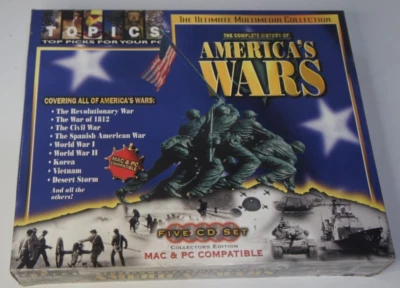 TOPICS
TOP PICKS FOR YOUR PC
THE ULTIMATE MULTIMEDIA COLLECTION
THE COMPLETE HISTORY OF
AMERICA'S
WARS
COVERING ALL OF AMERICA'S WARS:
• The Revolutionary War
• The War of 1812
• The Civil War
• The Spanish American War
• World War I
• World War II
• Korea
• Vietnam
• Desert Storm
And all the
others!
MAC & PC
COMPATIBLE
FIVE CD SET
COLLECTORS EDITION
MAC & PC COMPATIBLE